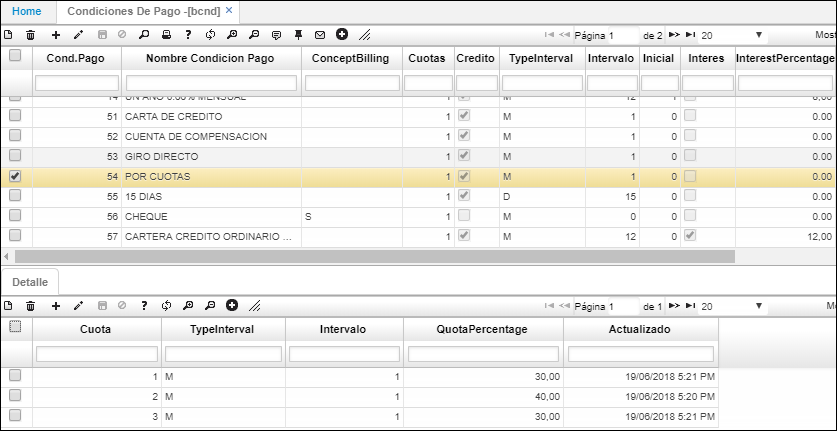 Home Condiciones De Pago -[bcnd] ×
Página 1 de 2 20 Most
Cond.Pago Nombre Condicion Pago ConceptBilling Cuotas Credito TypeInterval Intervalo Inicial Interes InterestPercentage
14 UN AÑO 0.00 % MENSUAL 1 M 12 1 0,00
51 CARTA DE CREDITO 1 M 1 0 0.00
52 CUENTA DE COMPENSACION 1 M 1 0 0.00
53 GIRO DIRECTO 1 M 1 0 0.00
54 POR CUOTAS 1 M 1 0 0.00
55 15 DIAS 1 D 15 0 0.00
56 CHEQUE S 1 M 0 0 0.00
57 CARTERA CREDITO ORDINARIO ... 1 M 12 0 12,00
Detalle
Página 1 de 1 20 Mo
Cuota TypeInterval Intervalo QuotaPercentage Actualizado
1 M 1 30,00 19/06/2018 5:21 PM
2 M 1 40,00 19/06/2018 5:20 PM
3 M 1 30,00 19/06/2018 5:21 PM